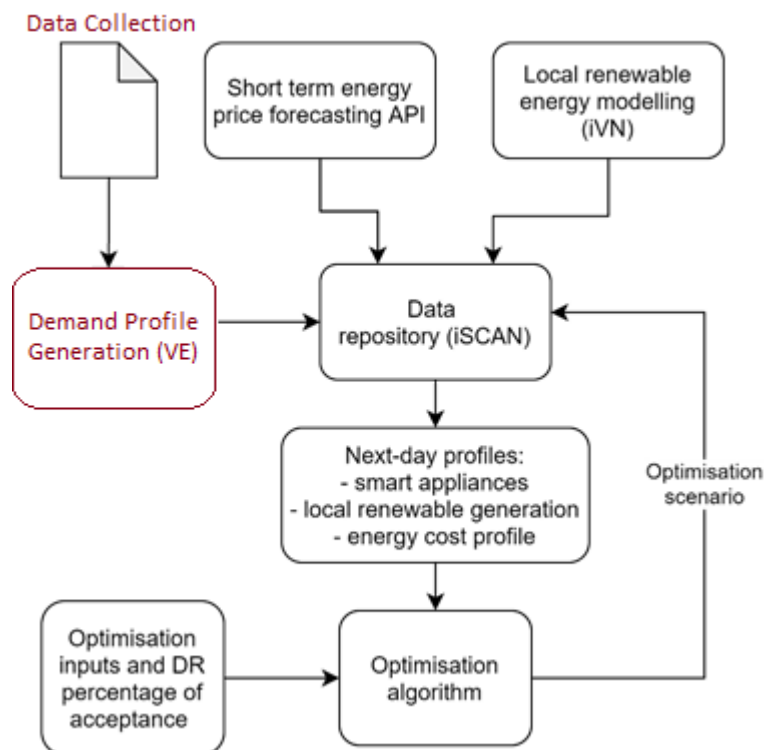 Data Collection
Short term energy
price forecasting API
Local renewable
energy modelling
(iVN)
Demand Profile
Generation (VE)
Data
repository (iSCAN)
Next-day profiles:
- smart appliances
- local renewable generation
- energy cost profile
Optimisation
scenario
Optimisation
inputs and DR
percentage of
acceptance
Optimisation
algorithm